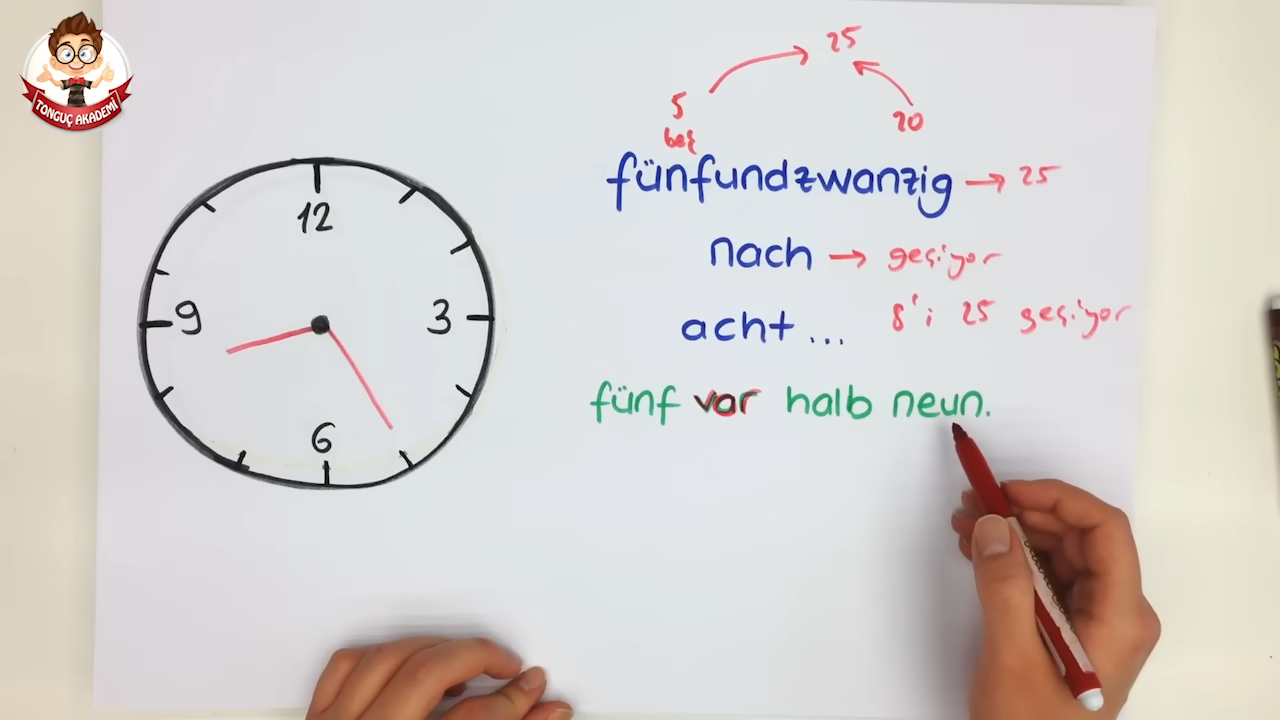 TONGUÇ AKADEMİ
25
5
beş
20
fünfundzwanzig → 25
nach → geçiyor
acht... 8'i 25 geçiyor
fünf vor halb neun.
12
9
3
6